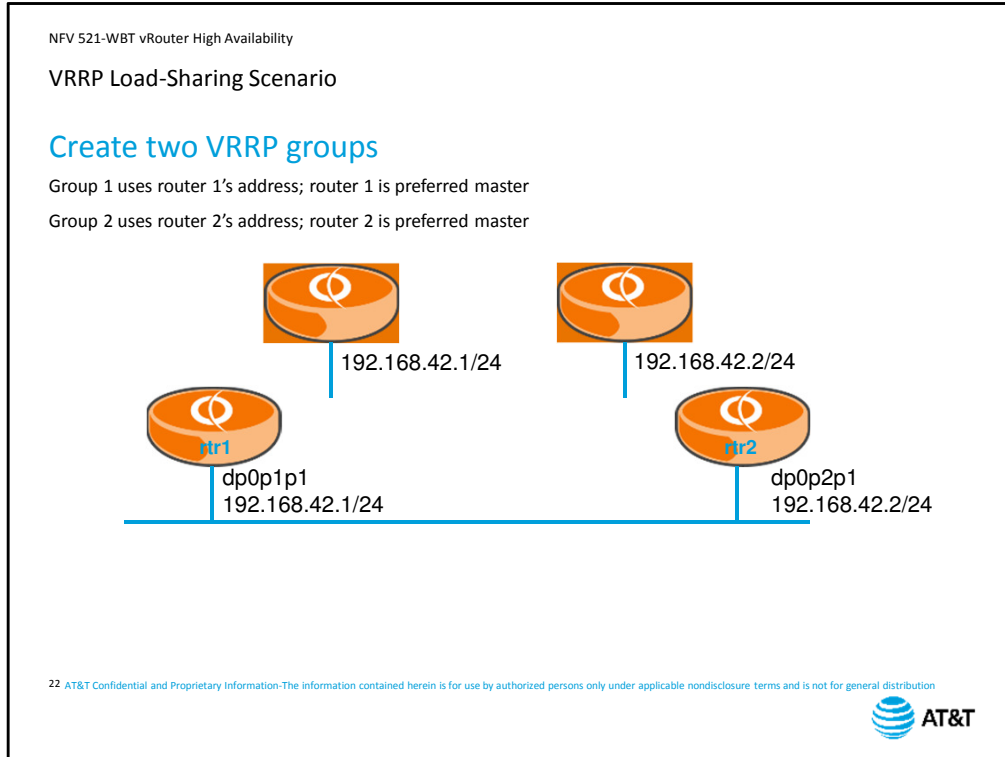 NFV 521-WBT vRouter High Availability
VRRP Load-Sharing Scenario
Create two VRRP groups
Group 1 uses router 1’s address; router 1 is preferred master
Group 2 uses router 2’s address; router 2 is preferred master
192.168.42.1/24
192.168.42.2/24
rtr1
rtr2
dp0p1p1
192.168.42.1/24
dp0p2p1
192.168.42.2/24
22 AT&T Confidential and Proprietary Information-The information contained herein is for use by authorized persons only under applicable nondisclosure terms and is not for general distribution
AT&T